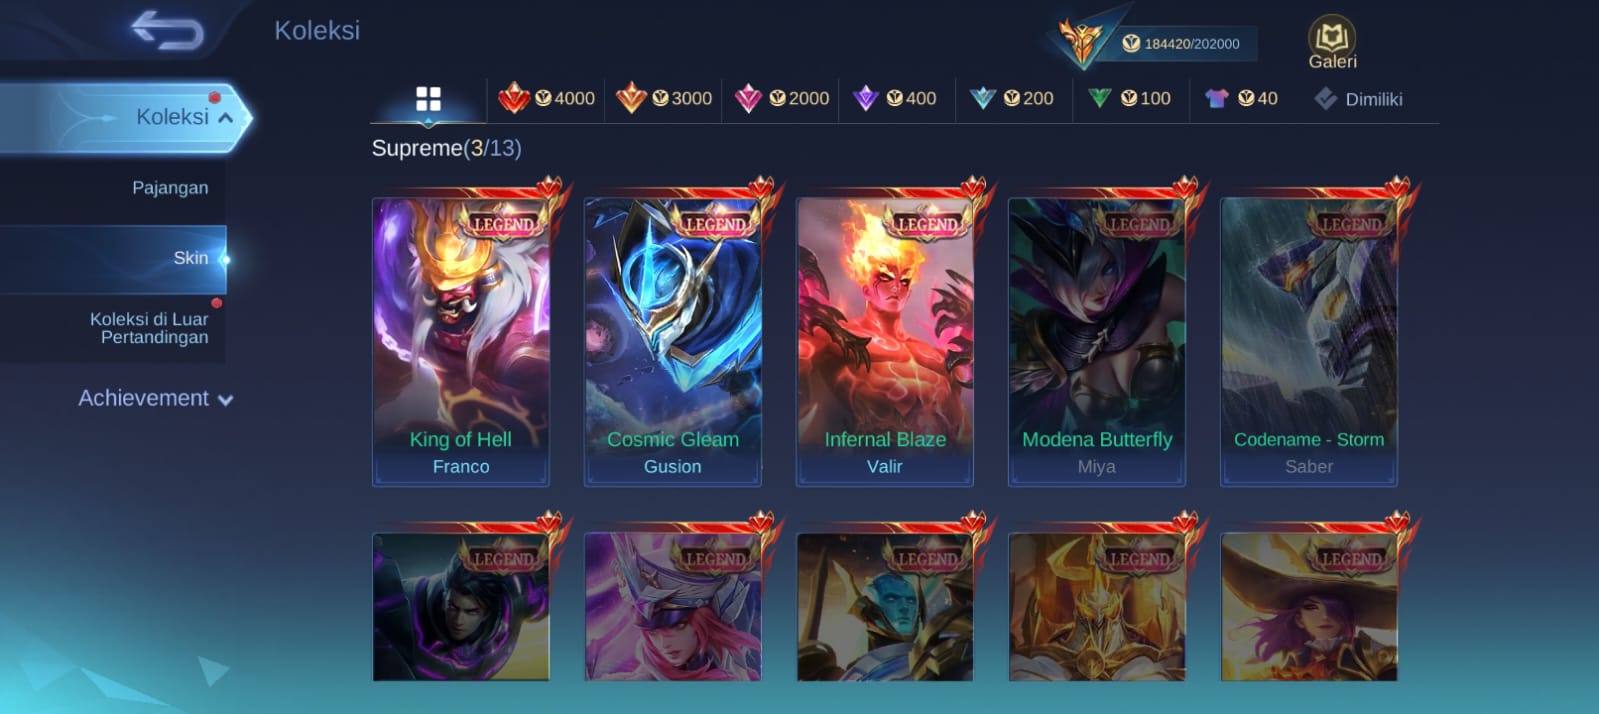 Koleksi
184420/202000
Galeri
Koleksi
4000
3000
2000
400
200
100
40
Dimiliki
Supreme(3/13)
Pajangan
Skin
Koleksi di Luar
Pertandingan
Achievement
LEGEND
LEGEND
LEGEND
LEGEND
LEGEND
King of Hell
Franco
Cosmic Gleam
Gusion
Infernal Blaze
Valir
Modena Butterfly
Miya
Codename - Storm
Saber
LEGEND
LEGEND
LEGEND
LEGEND
LEGEND